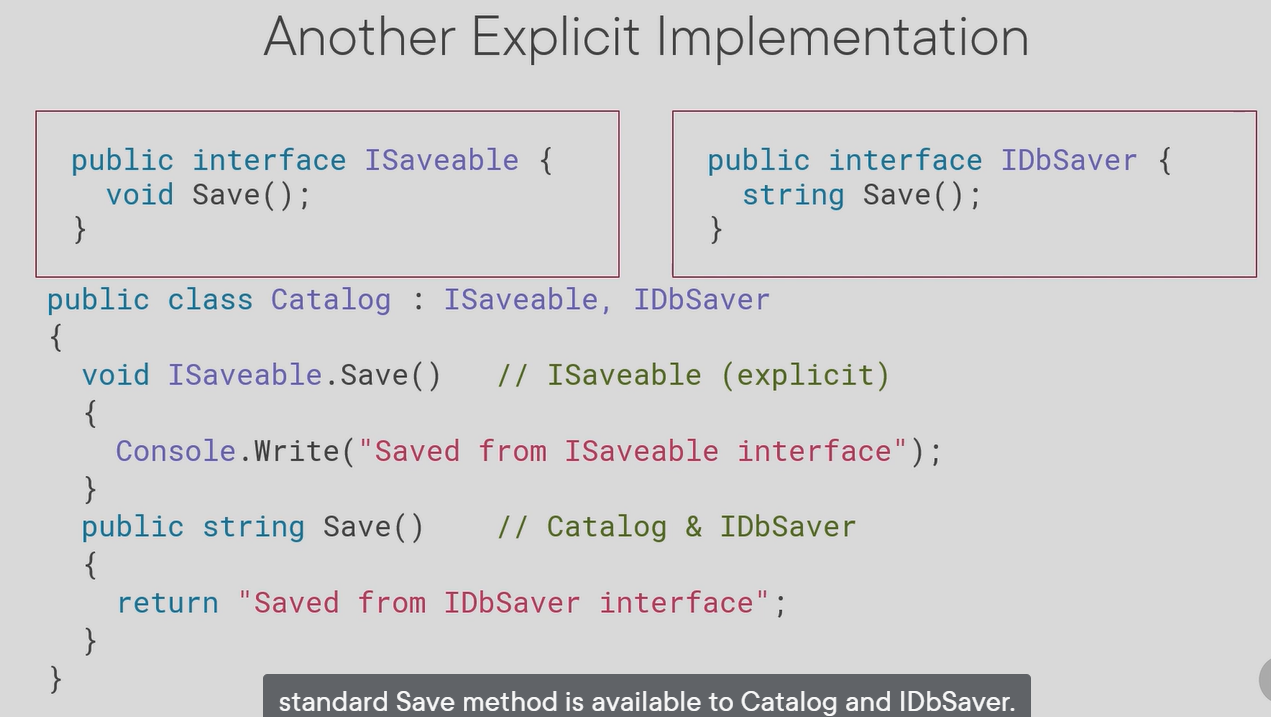 Another Explicit Implementation
public interface ISaveable {
void Save();
}
public interface IDbSaver {
string Save();
}
public class Catalog : ISaveable, IDbSaver
{
void ISaveable.Save() // ISaveable (explicit)
{
Console.Write("Saved from ISaveable interface");
}
public string Save() // Catalog & IDbSaver
{
return "Saved from IDbSaver interface";
}
}
standard Save method is available to Catalog and IDbSaver.